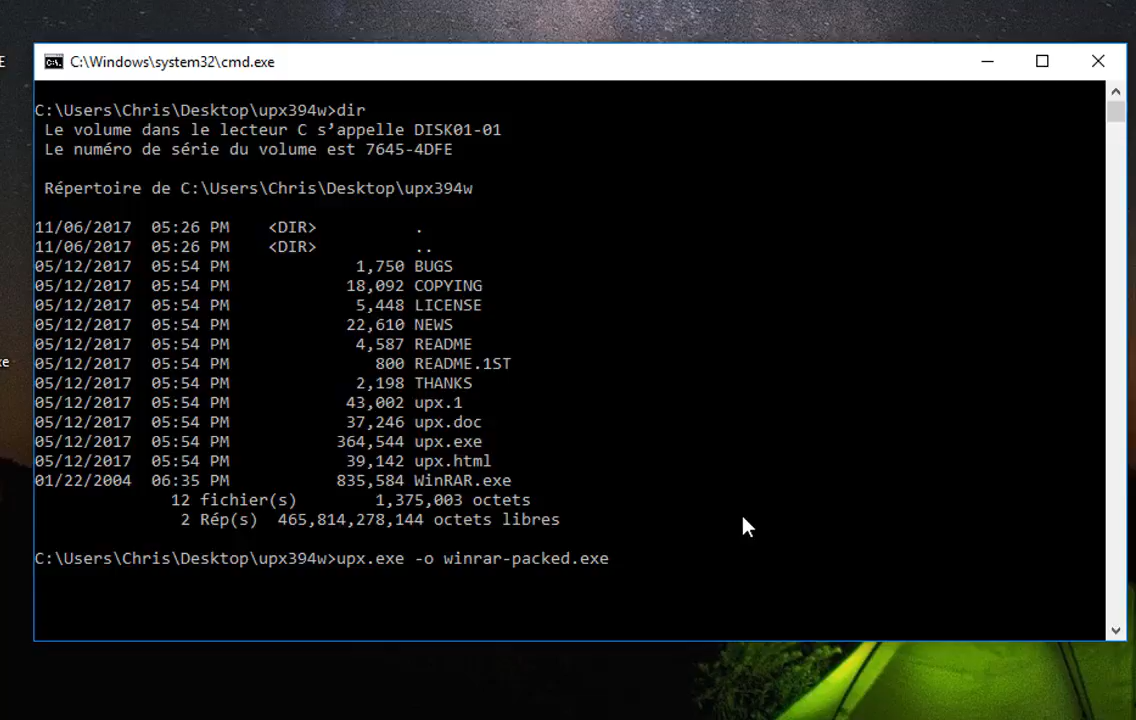 E
C:\Windows\system32\cmd.exe
C:\Users\Chris\Desktop\upx394w>dir
Le volume dans le lecteur C s’appelle DISK01-01
Le numéro de série du volume est 7645-4DFE
Répertoire de C:\Users\Chris\Desktop\upx394w
11/06/2017  05:26 PM    <DIR>          .
11/06/2017  05:26 PM    <DIR>          ..
05/12/2017  05:54 PM             1,750 BUGS
05/12/2017  05:54 PM            18,092 COPYING
05/12/2017  05:54 PM             5,448 LICENSE
05/12/2017  05:54 PM            22,610 NEWS
05/12/2017  05:54 PM             4,587 README
xe
05/12/2017  05:54 PM               800 README.1ST
05/12/2017  05:54 PM             2,198 THANKS
05/12/2017  05:54 PM            43,002 upx.1
05/12/2017  05:54 PM            37,246 upx.doc
05/12/2017  05:54 PM           364,544 upx.exe
05/12/2017  05:54 PM            39,142 upx.html
01/22/2004  06:35 PM           835,584 WinRAR.exe
12 fichier(s)        1,375,003 octets
2 Rép(s)  465,814,278,144 octets libres
C:\Users\Chris\Desktop\upx394w>upx.exe -o winrar-packed.exe